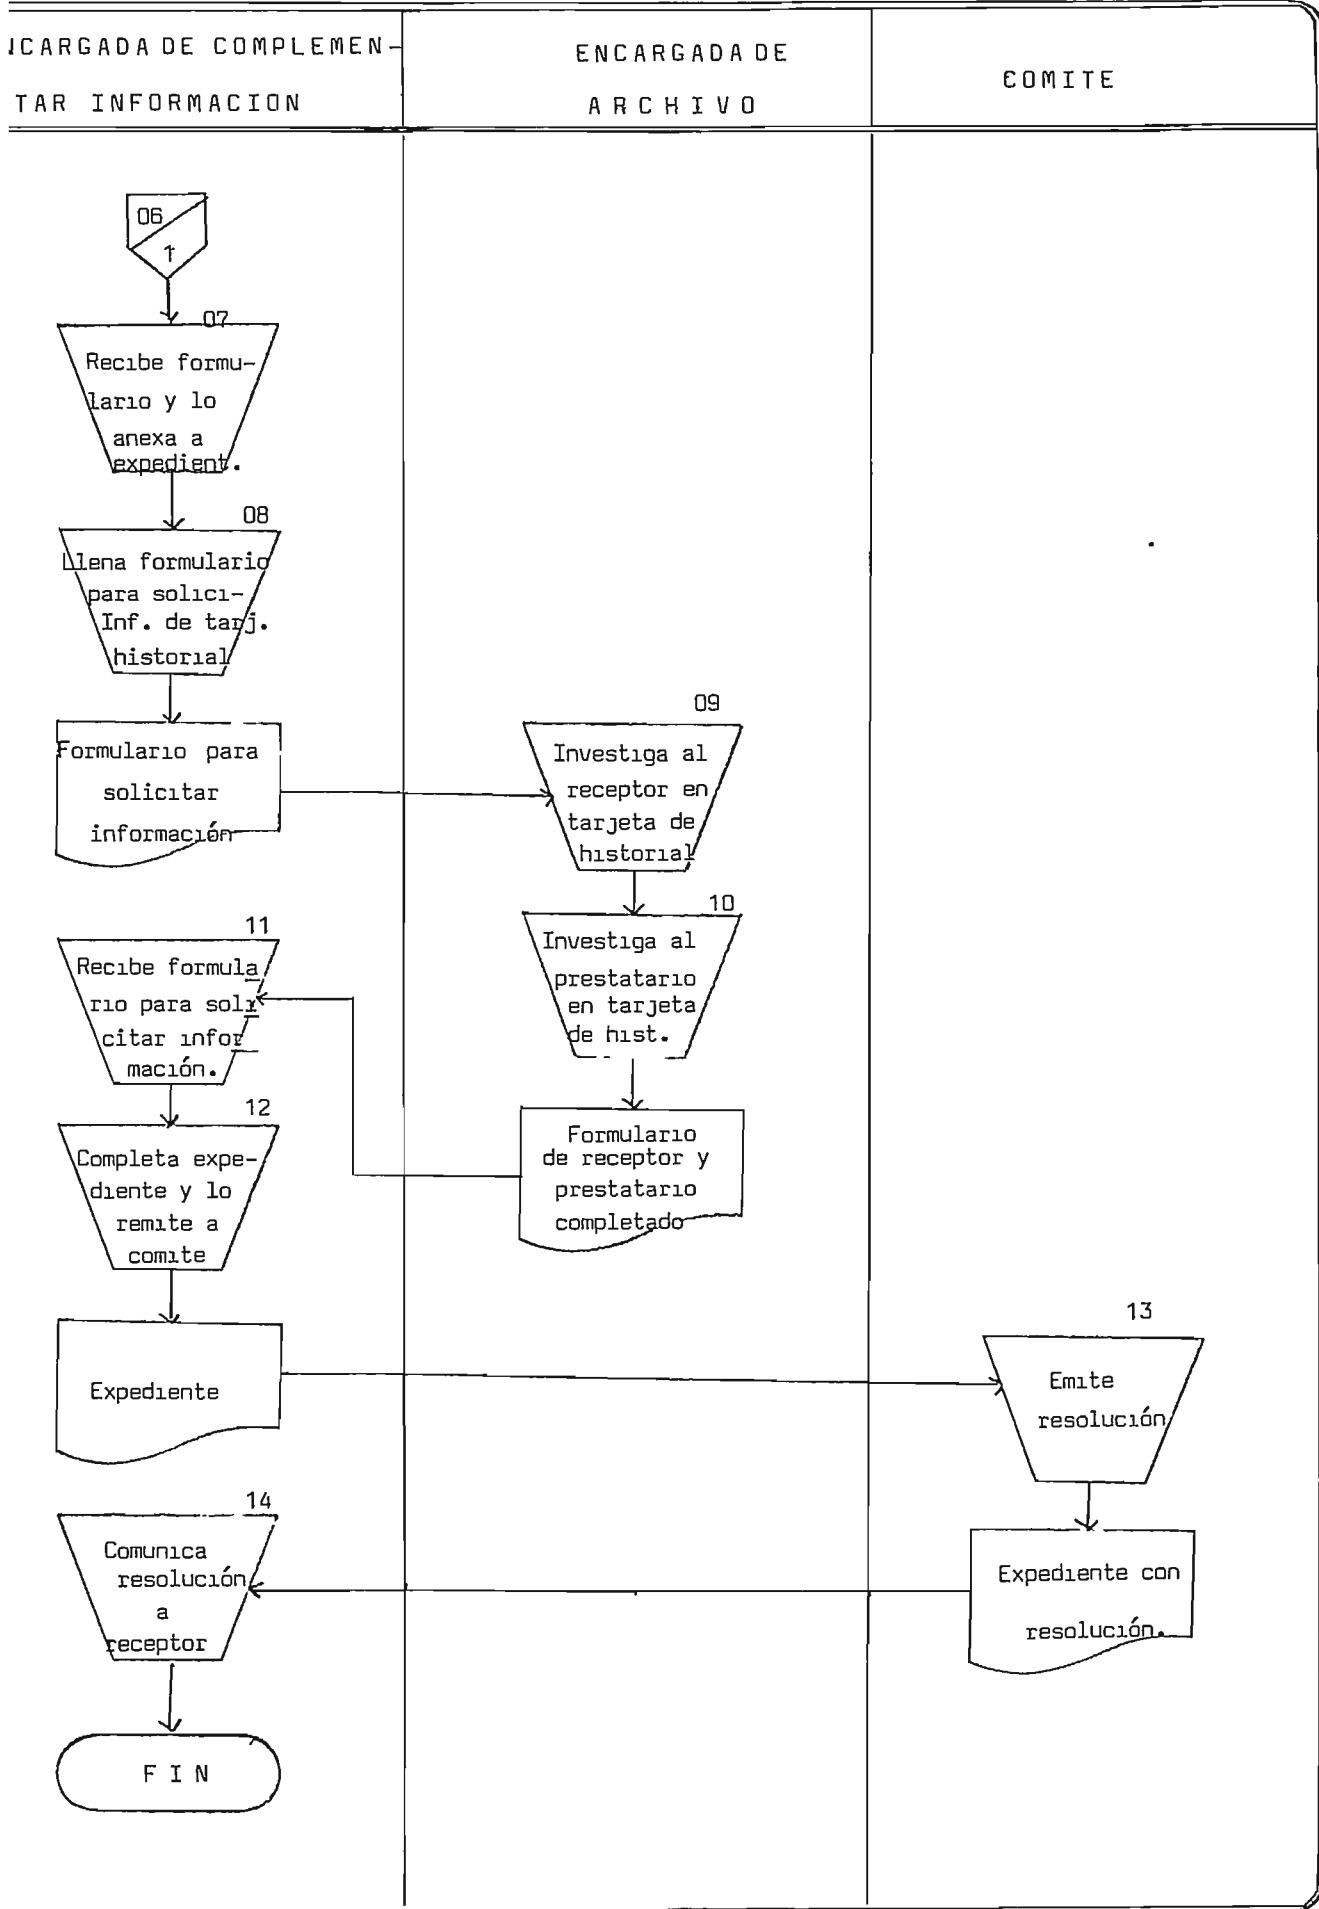 NCARGADA DE COMPLEMEN-
TAR INFORMACION
ENCARGADA DE
ARCHIVO
COMITE
06
1
07
Recibe formu-
lario y lo
anexa a
expedient.
08
Llena formulario
para solici-
Inf. de tarj.
historial
Formulario para
solicitar
información
09
Investiga al
receptor en
tarjeta de
historial
10
Investiga al
prestatario
en tarjeta
de hist.
Formulario
de receptor y
prestatario
completado
11
Recibe formula
rio para soli
citar infor
mación.
12
Completa expe-
diente y lo
remite a
comite
Expediente
13
Emite
resolución
Expediente con
resolución.
14
Comunica
resolución
a
receptor
FIN